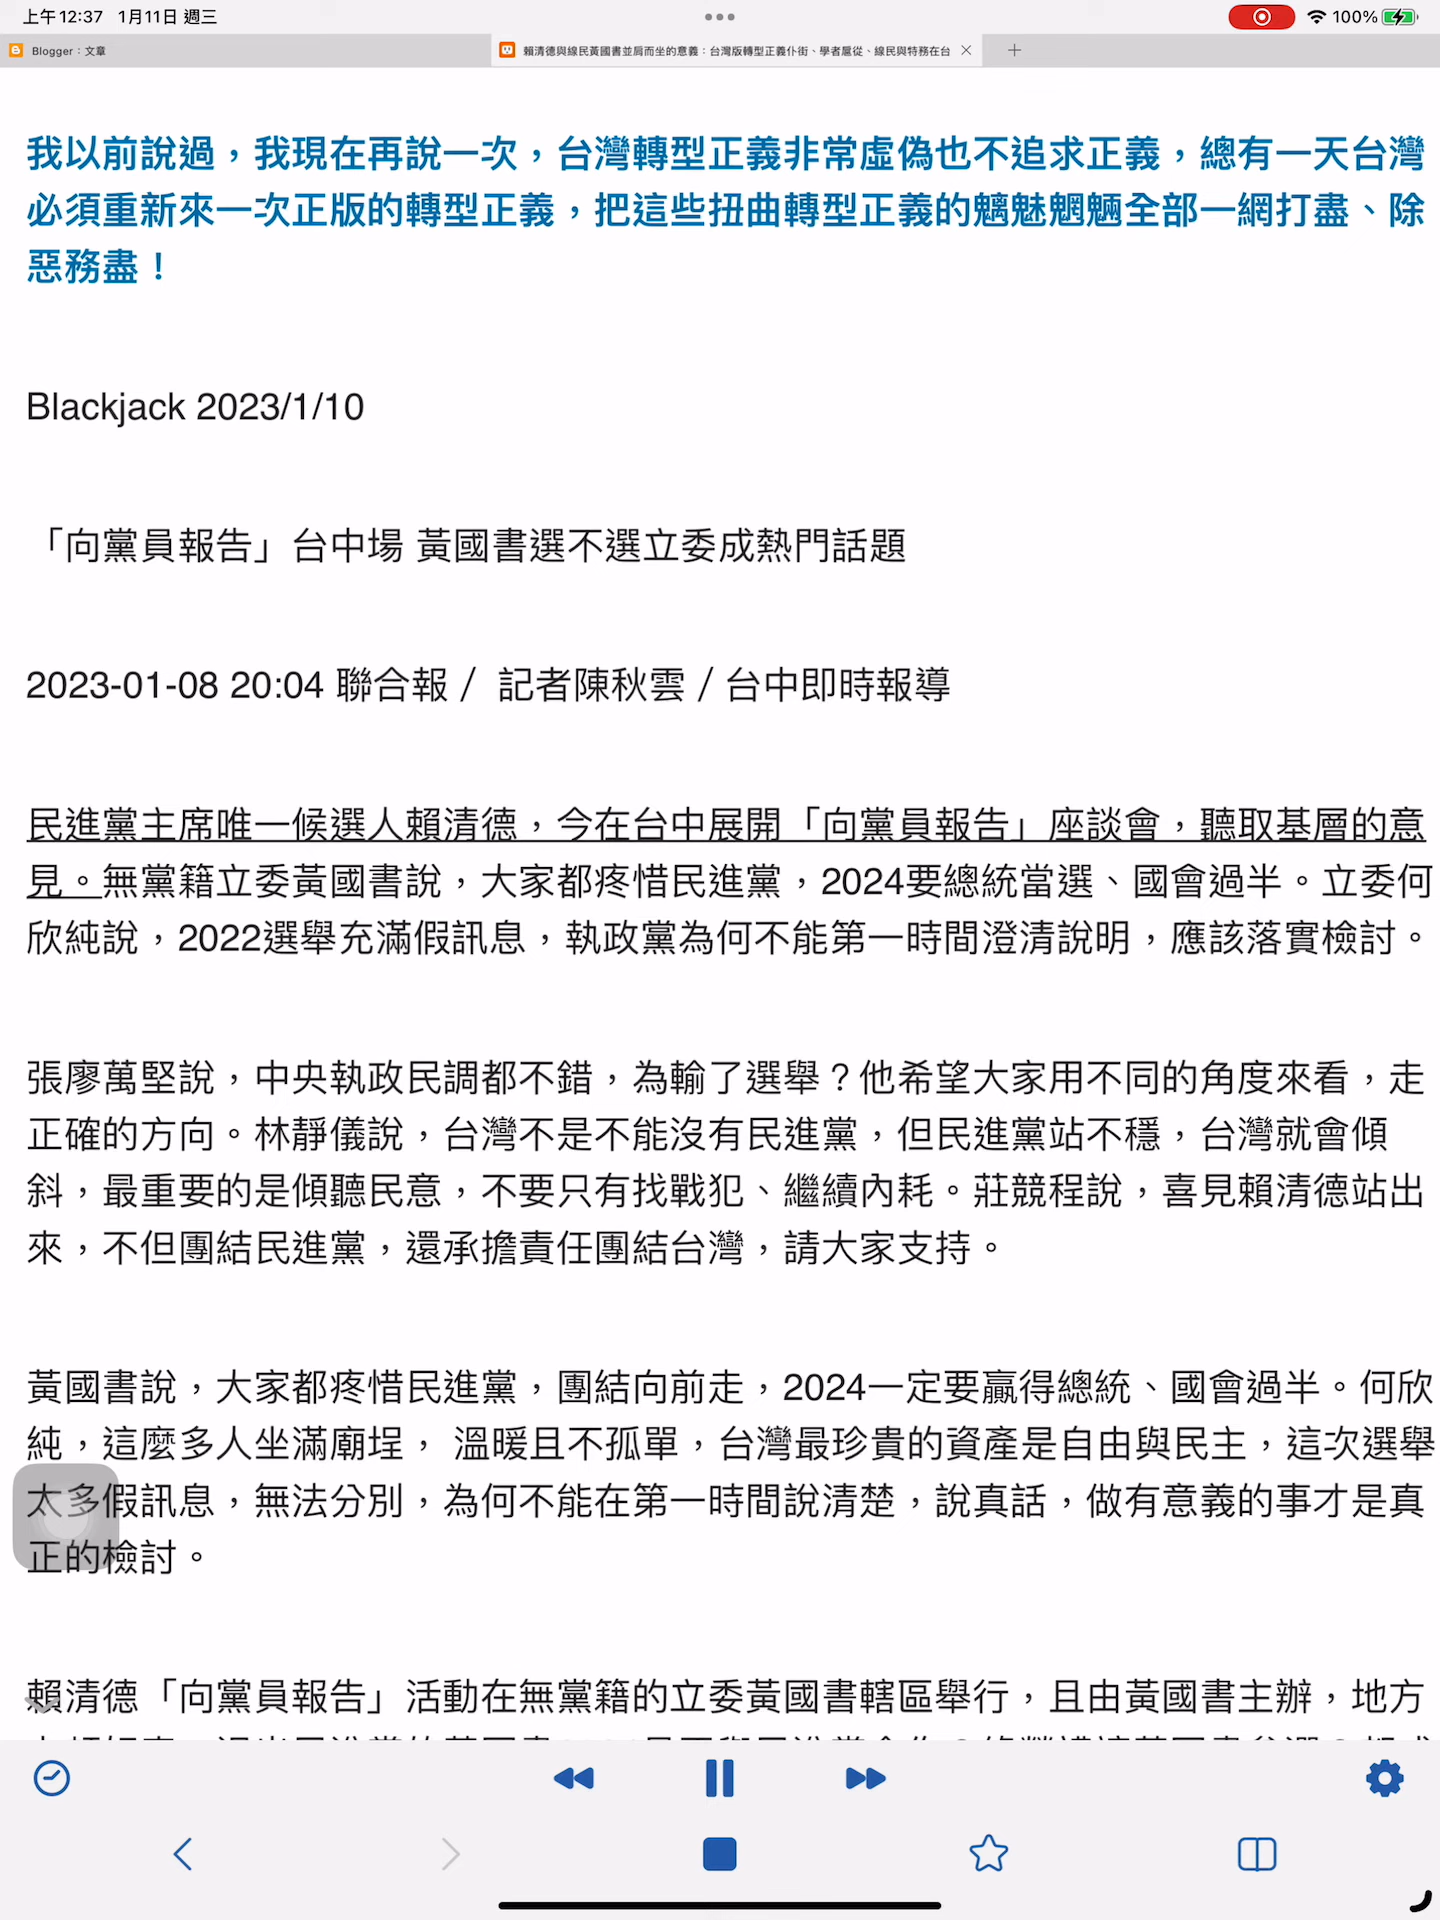 上午12:37 1月11日 週三
100%
Blogger：文章
賴清德與線民黃國書並肩而坐的意義：台灣版轉型正義仆街、學者扈從、線民與特務在台
我以前說過，我現在再說一次，台灣轉型正義非常虛偽也不追求正義，總有一天台灣
必須重新來一次正版的轉型正義，把這些扭曲轉型正義的魑魅魍魎全部一網打盡、除
惡務盡！
Blackjack 2023/1/10
「向黨員報告」台中場 黃國書選不選立委成熱門話題
2023-01-08 20:04 聯合報 / 記者陳秋雲 / 台中即時報導
民進黨主席唯一候選人賴清德，今在台中展開「向黨員報告」座談會，聽取基層的意
見。無黨籍立委黃國書說，大家都疼惜民進黨，2024要總統當選、國會過半。立委何
欣純說，2022選舉充滿假訊息，執政黨為何不能第一時間澄清說明，應該落實檢討。
張廖萬堅說，中央執政民調都不錯，為輸了選舉？他希望大家用不同的角度來看，走
正確的方向。林靜儀說，台灣不是不能沒有民進黨，但民進黨站不穩，台灣就會傾
斜，最重要的是傾聽民意，不要只有找戰犯、繼續內耗。莊競程說，喜見賴清德站出
來，不但團結民進黨，還承擔責任團結台灣，請大家支持。
黃國書說，大家都疼惜民進黨，團結向前走，2024一定要贏得總統、國會過半。何欣
純，這麼多人坐滿廟埕， 溫暖且不孤單，台灣最珍貴的資產是自由與民主，這次選舉
太多假訊息，無法分別，為何不能在第一時間說清楚，說真話，做有意義的事才是真
正的檢討。
賴清德「向黨員報告」活動在無黨籍的立委黃國書轄區舉行，且由黃國書主辦，地方